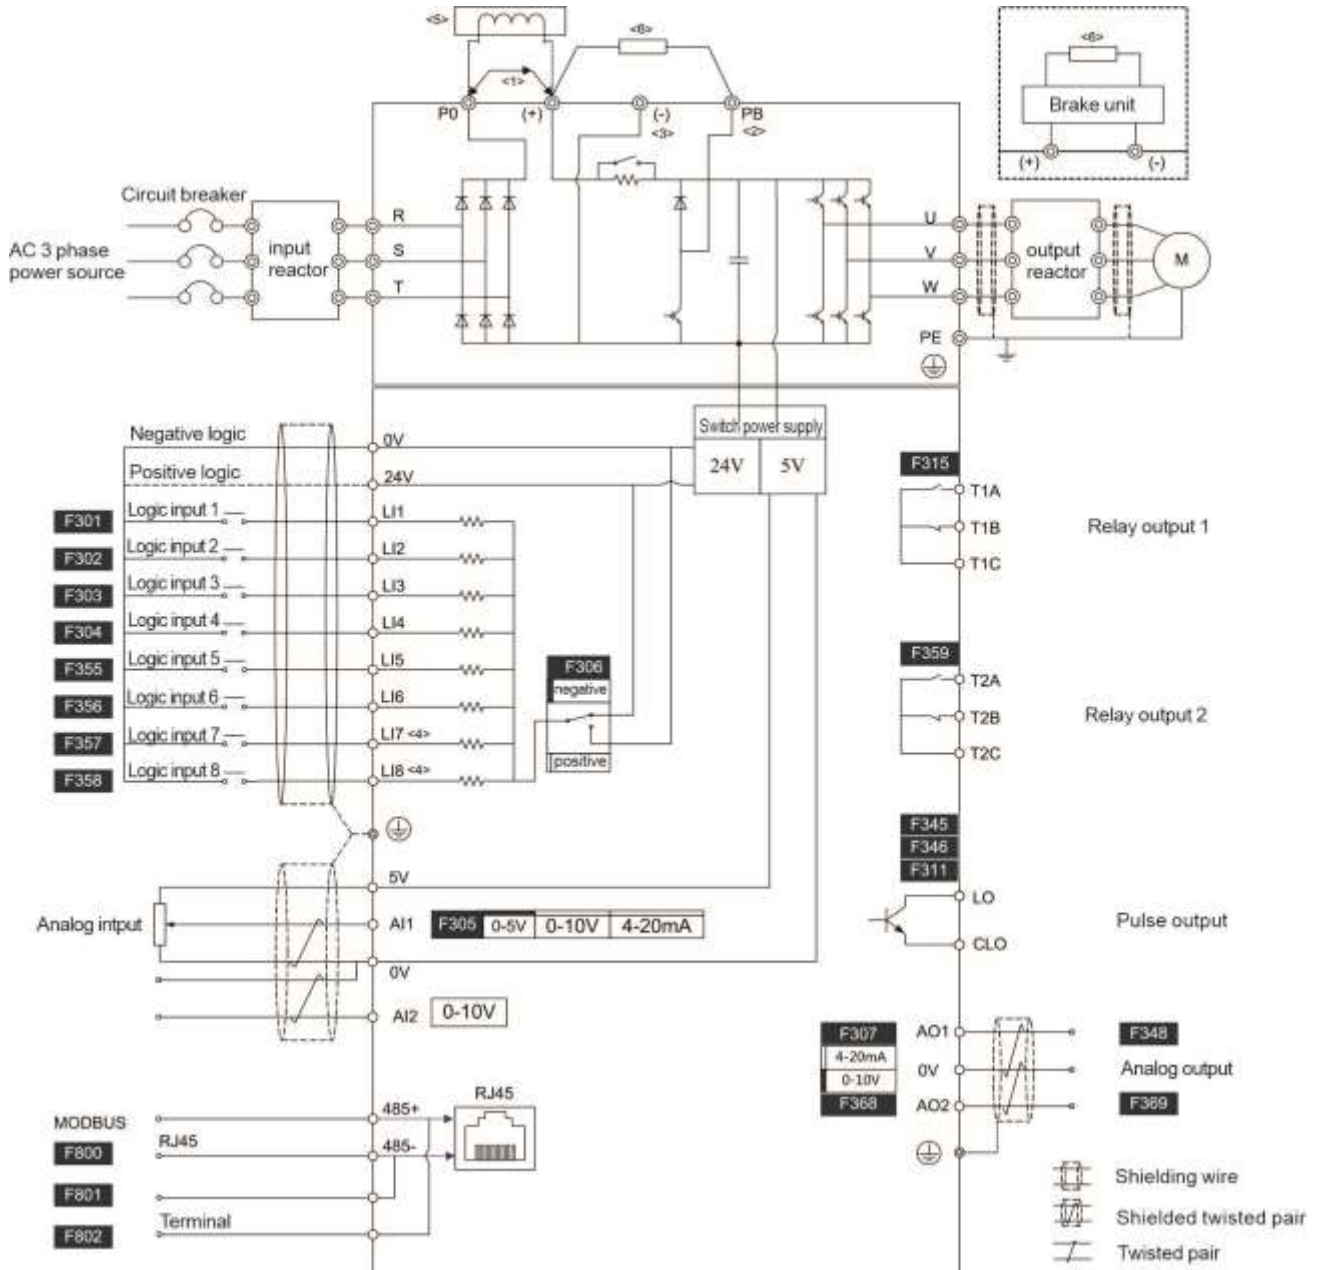 <5>
<6>
<1>
P0
(+)
(-)
PB
<3>
<2>
<6>
Brake unit
(+)
(-)
Circuit breaker
AC 3 phase
power source
input
reactor
R
S
T
U
V
W
PE
output
reactor
M
Switch power supply
24V
5V
Negative logic
0V
Positive logic
24V
F301
Logic input 1
LI1
F302
Logic input 2
LI2
F303
Logic input 3
LI3
F304
Logic input 4
LI4
F355
Logic input 5
LI5
F356
Logic input 6
LI6
F357
Logic input 7
LI7 <4>
F358
Logic input 8
LI8 <4>
F306
negative
positive
F315
T1A
T1B
T1C
Relay output 1
F359
T2A
T2B
T2C
Relay output 2
F345
F346
F311
LO
CLO
Pulse output
5V
Analog intput
AI1
F305
0-5V
0-10V
4-20mA
0V
AI2
0-10V
F307
4-20mA
0-10V
F368
AO1
0V
AO2
F348
Analog output
F369
MODBUS
F800
F801
F802
RJ45
Terminal
485+
485-
RJ45
Shielding wire
Shielded twisted pair
Twisted pair